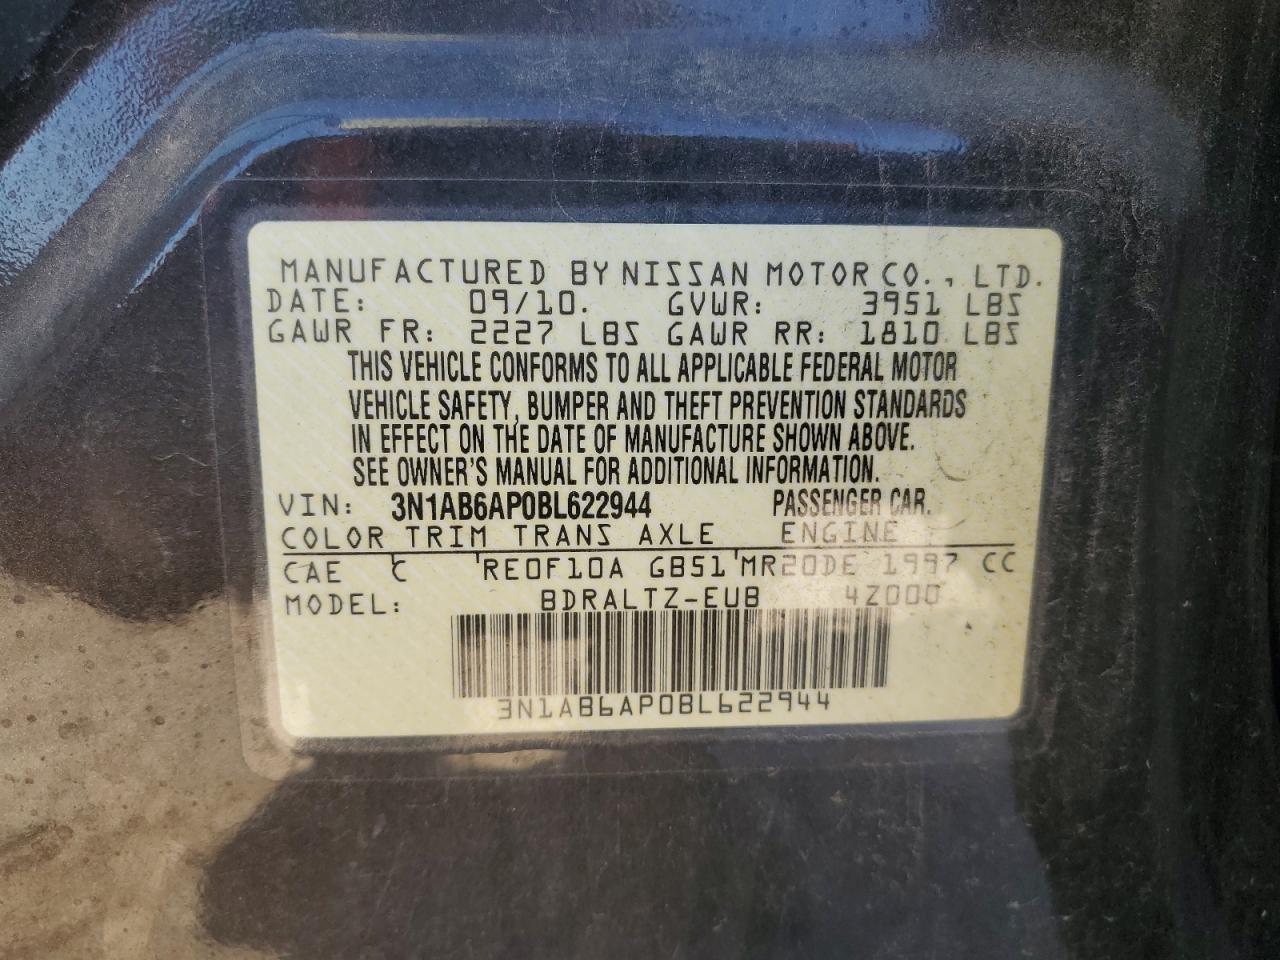 MANUFACTURED BY NISSAN MOTOR CO., LTD.
DATE: 09/10. GVWR: 3951 LBS
GAWR FR: 2227 LBS GAWR RR: 1810 LBS
THIS VEHICLE CONFORMS TO ALL APPLICABLE FEDERAL MOTOR
VEHICLE SAFETY, BUMPER AND THEFT PREVENTION STANDARDS
IN EFFECT ON THE DATE OF MANUFACTURE SHOWN ABOVE.
SEE OWNER'S MANUAL FOR ADDITIONAL INFORMATION.
VIN: 3N1AB6AP0BL622944 PASSENGER CAR.
COLOR TRIM TRANS AXLE ENGINE
CAE C RE0F10A GB51 MR20DE 1997 CC
MODEL: BDRALTZ-EUB 4Z000
3N1AB6AP0BL622944